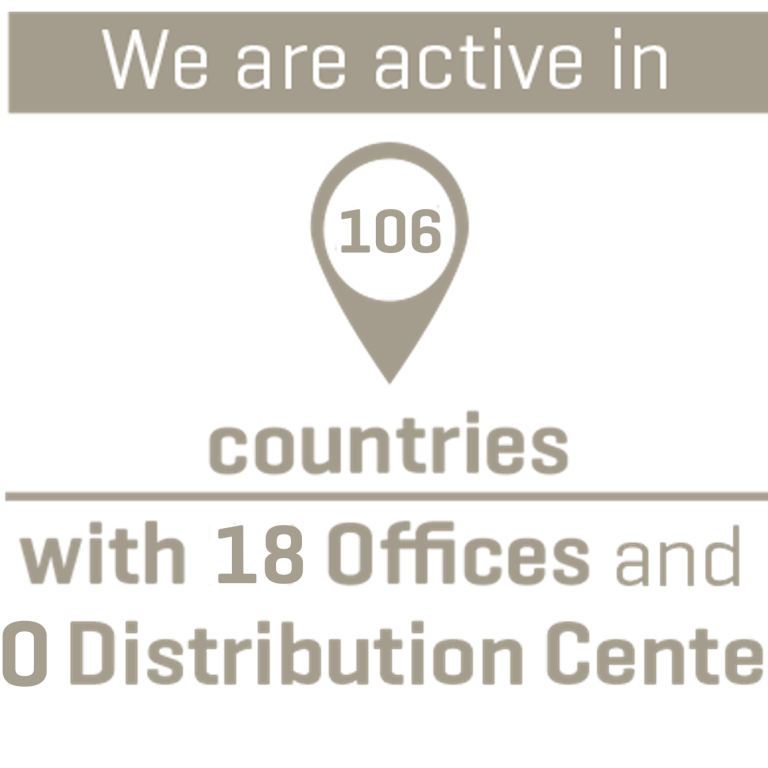 We are active in
106
countries
with 18 Offices and
0 Distribution Cente